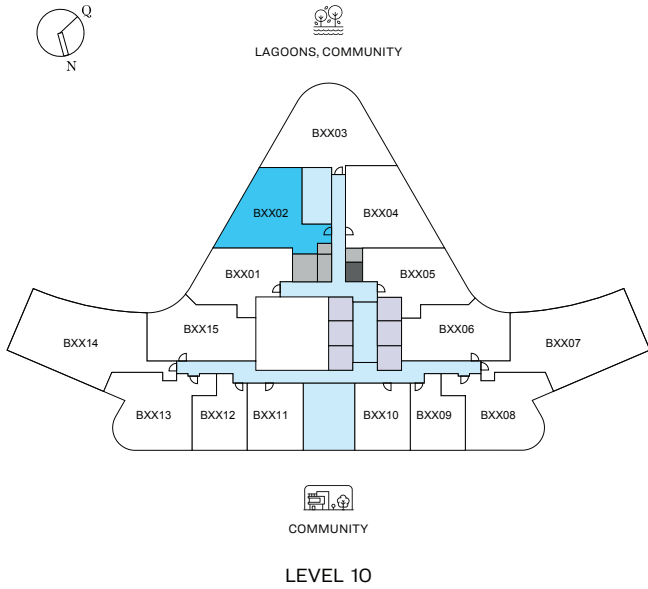 Q
N
LAGOONS, COMMUNITY
BXX03
BXX02
BXX04
BXX01
BXX05
BXX15
BXX06
BXX14
BXX07
BXX13
BXX12
BXX11
BXX10
BXX09
BXX08
COMMUNITY
LEVEL 10